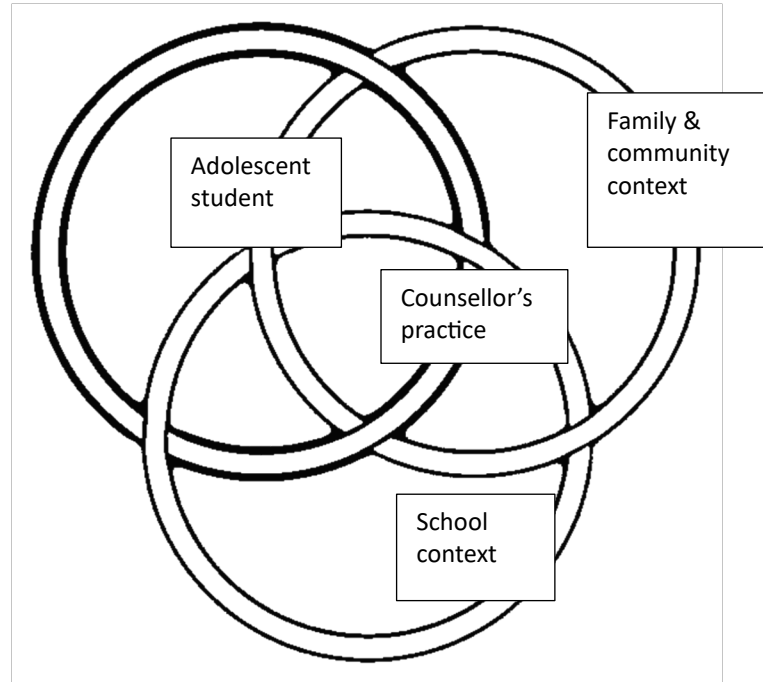 Adolescent
student
Family &
community
context
Counsellor’s
practice
School
context